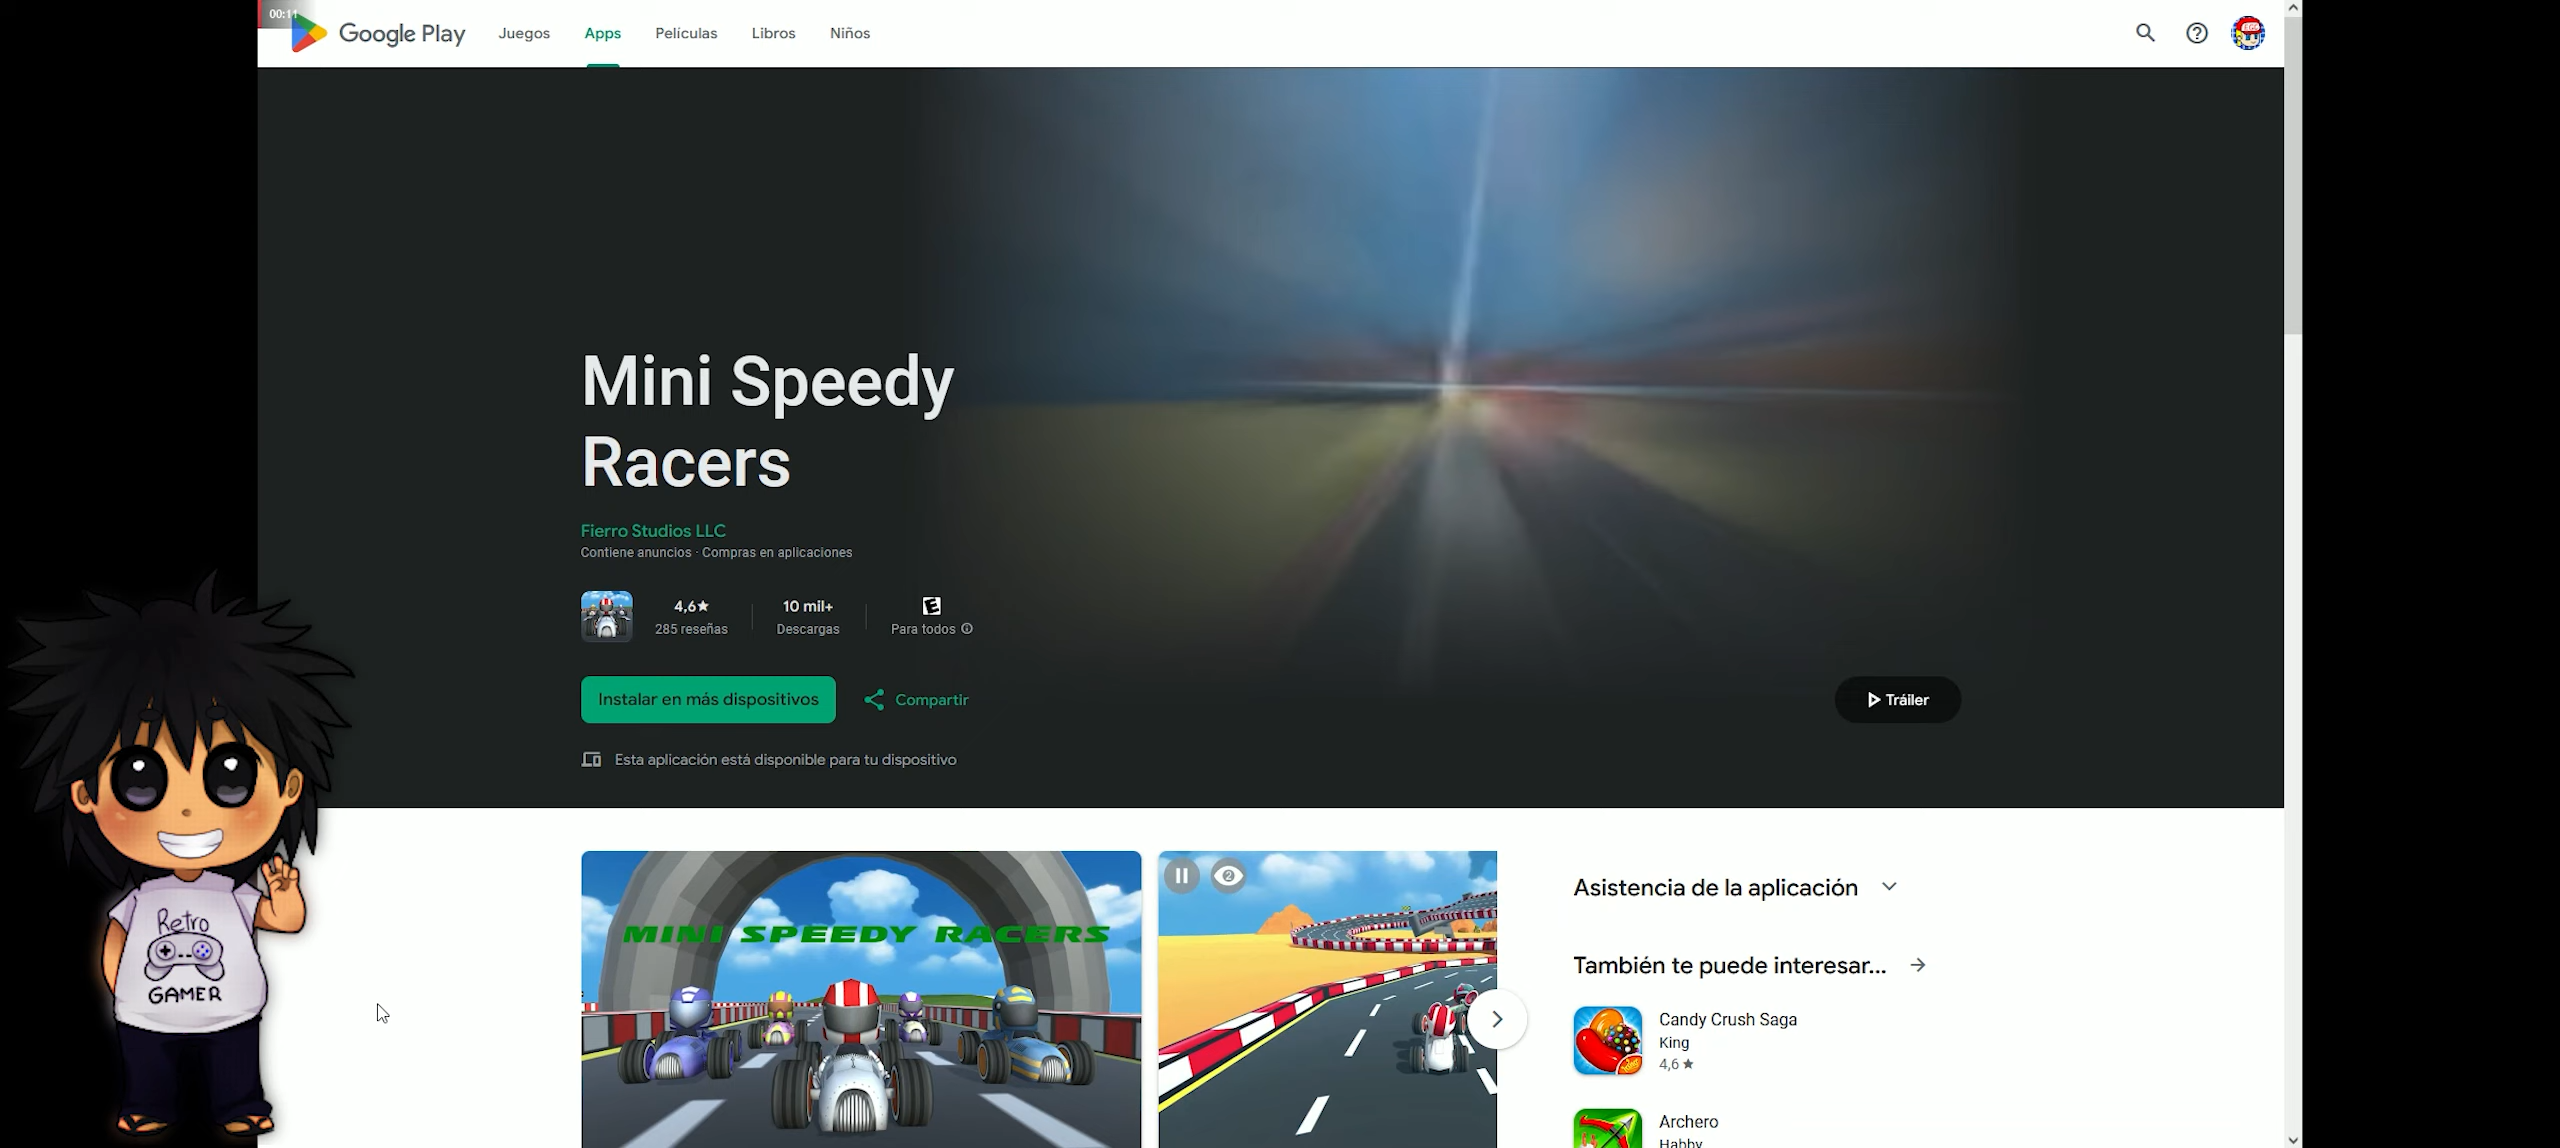 00:11
Google Play
Juegos
Apps
Películas
Libros
Niños
Mini Speedy
Racers
Fierro Studios LLC
Contiene anuncios · Compras en aplicaciones
4,6★
285 reseñas
10 mil+
Descargas
E
Para todos
Instalar en más dispositivos
Compartir
Tráiler
Esta aplicación está disponible para tu dispositivo
MINI SPEEDY RACERS
2
Asistencia de la aplicación
También te puede interesar...
Candy Crush Saga
King
4,6 ★
Archero
Habby
Retro
GAMER